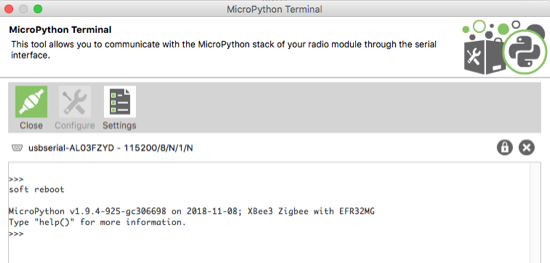 MicroPython Terminal
MicroPython Terminal
This tool allows you to communicate with the MicroPython stack of your radio module through the serial
interface.
Close Configure Settings
usbserial-AL03FZYD - 115200/8/N/1/N
>>>
soft reboot
MicroPython v1.9.4-925-gc306698 on 2018-11-08; XBee3 Zigbee with EFR32MG
Type "help()" for more information.
>>>